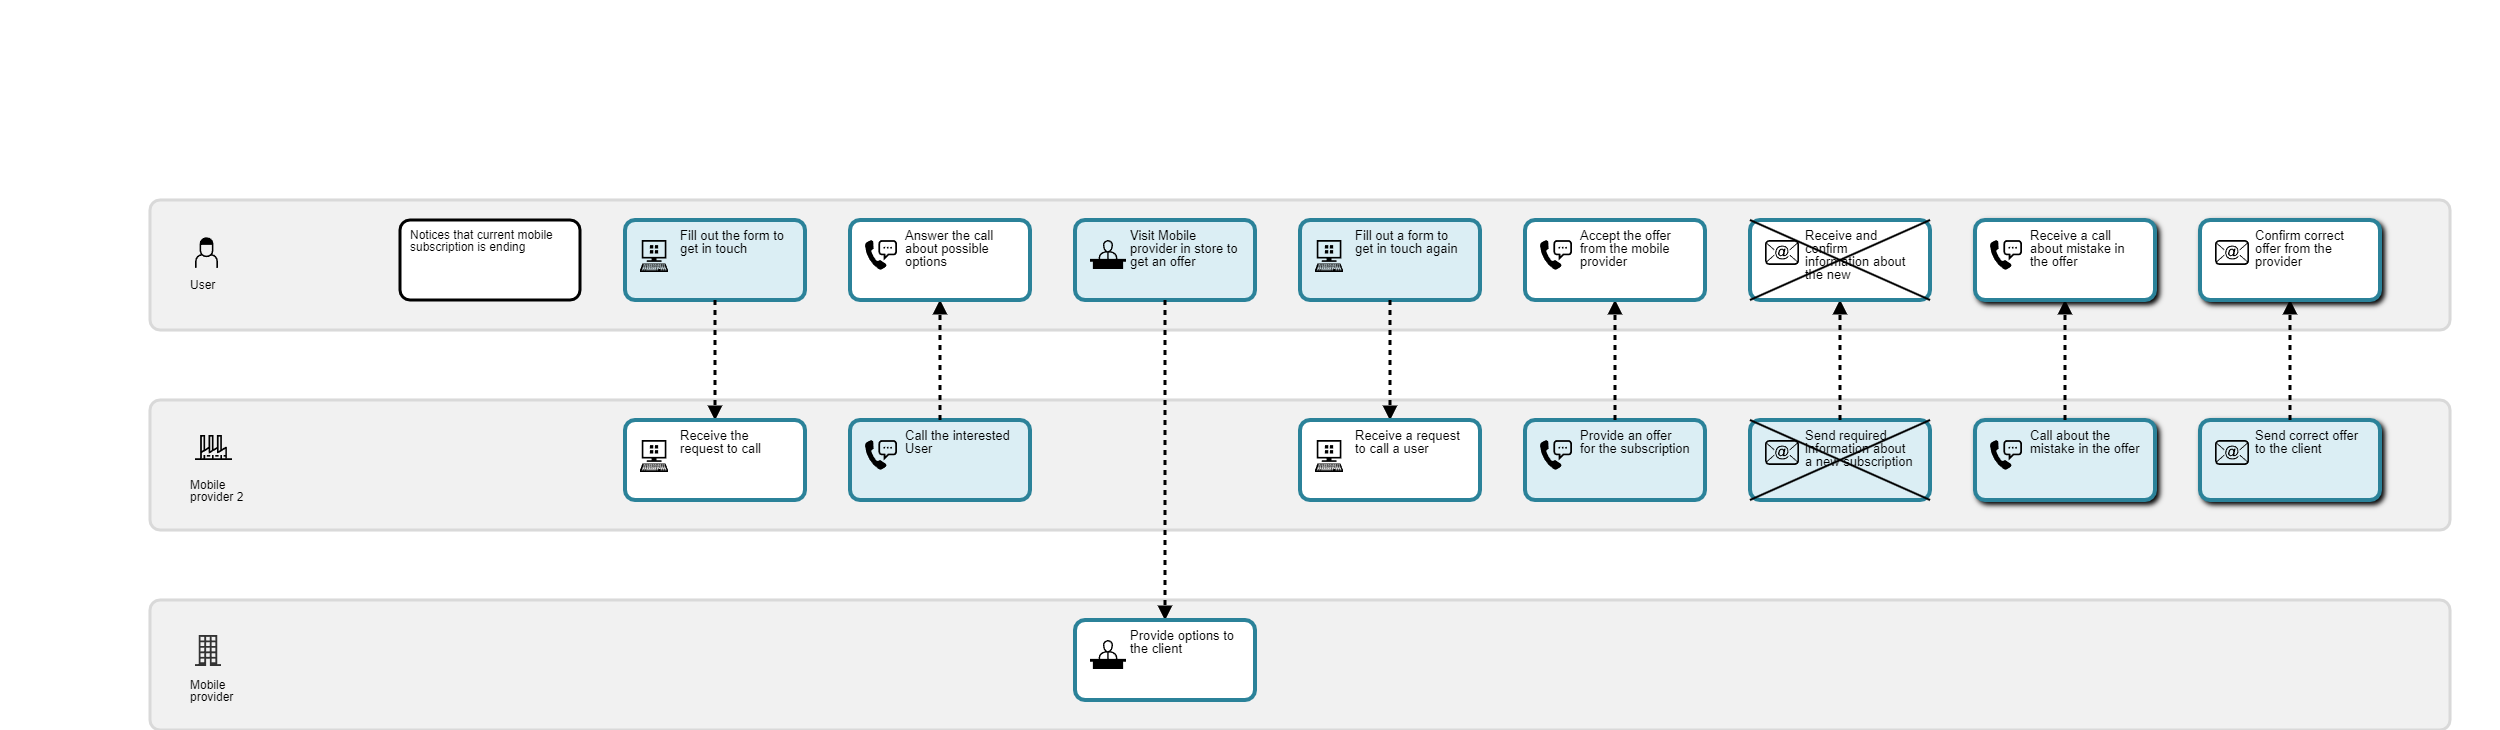 User
Notices that current mobile
subscription is ending
Fill out the form to
get in touch
Answer the call
about possible
options
Visit Mobile
provider in store to
get an offer
Fill out a form to
get in touch again
Accept the offer
from the mobile
provider
@
Receive and
confirm
information about
the new
Receive a call
about mistake in
the offer
@
Confirm correct
offer from the
provider
Mobile
provider 2
Receive the
request to call
Call the interested
User
Receive a request
to call a user
Provide an offer
for the subscription
@
Send required
information about
a new subscription
Call about the
mistake in the offer
@
Send correct offer
to the client
Mobile
provider
Provide options to
the client